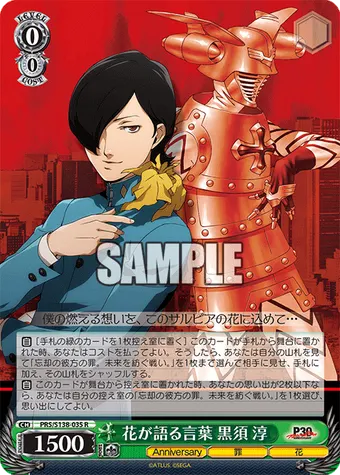 LEVEL
0
0
COST
SAMPLE
僕の燃える想いを、このサルビアの花に込めて…
自 [手札の緑のカードを1枚控え室に置く] このカードが手札から舞台に置
かれた時、あなたはコストを払ってよい。そうしたら、あなたは自分の山札を見
て「忘却の彼方の罪。未来を紡ぐ戦い。」を1枚まで選んで相手に見せ、手札
に加え、その山札をシャッフルする。
自 このカードが舞台から控え室に置かれた時、あなたの思い出が2枚以下な
ら、あなたは自分の控え室の「忘却の彼方の罪。未来を紡ぐ戦い。」を1枚選
び、思い出にしてよい。
CH PRS/S138-035 R
1500
花が語る言葉 黒須 淳
Anniversary 罪 花
P30th
©ATLUS. ©SEGA.